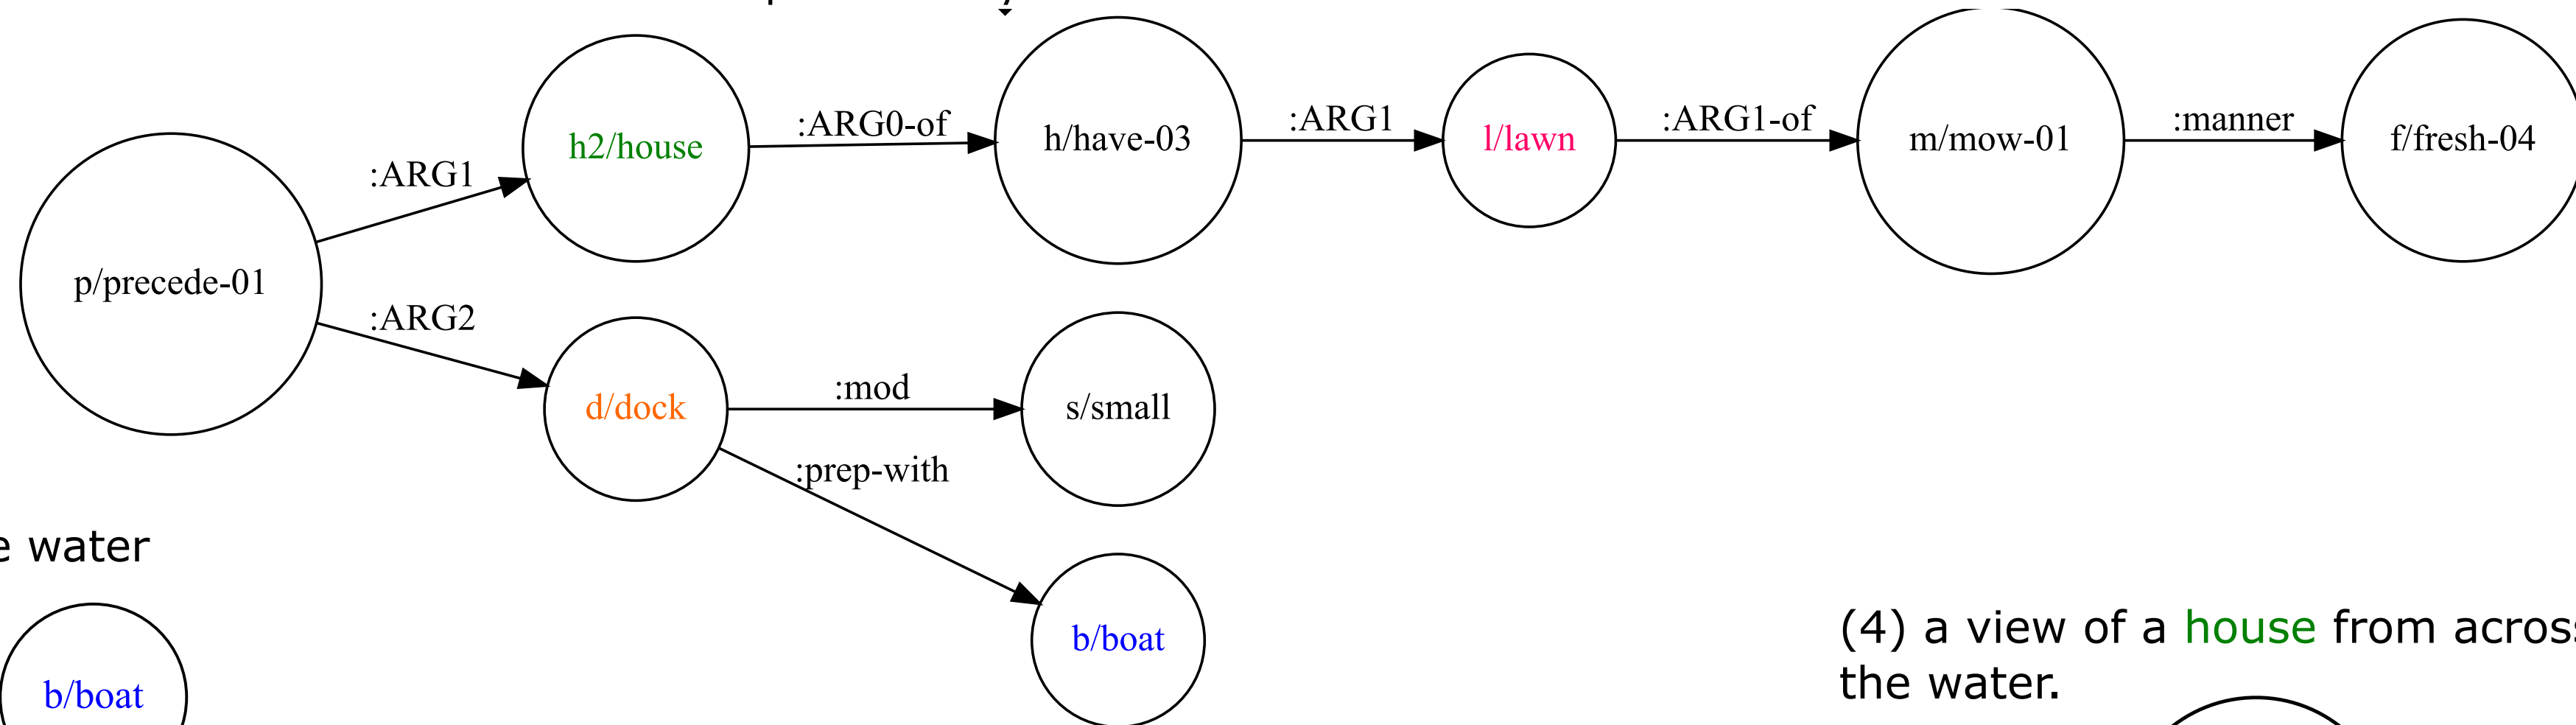 :ARG1
h2/house
:ARG0-of
h/have-03
:ARG1
l/lawn
:ARG1-of
m/mow-01
:manner
f/fresh-04
p/precede-01
:ARG2
d/dock
:mod
s/small
:prep-with
b/boat
water
b/boat
(4) a view of a house from
the water.